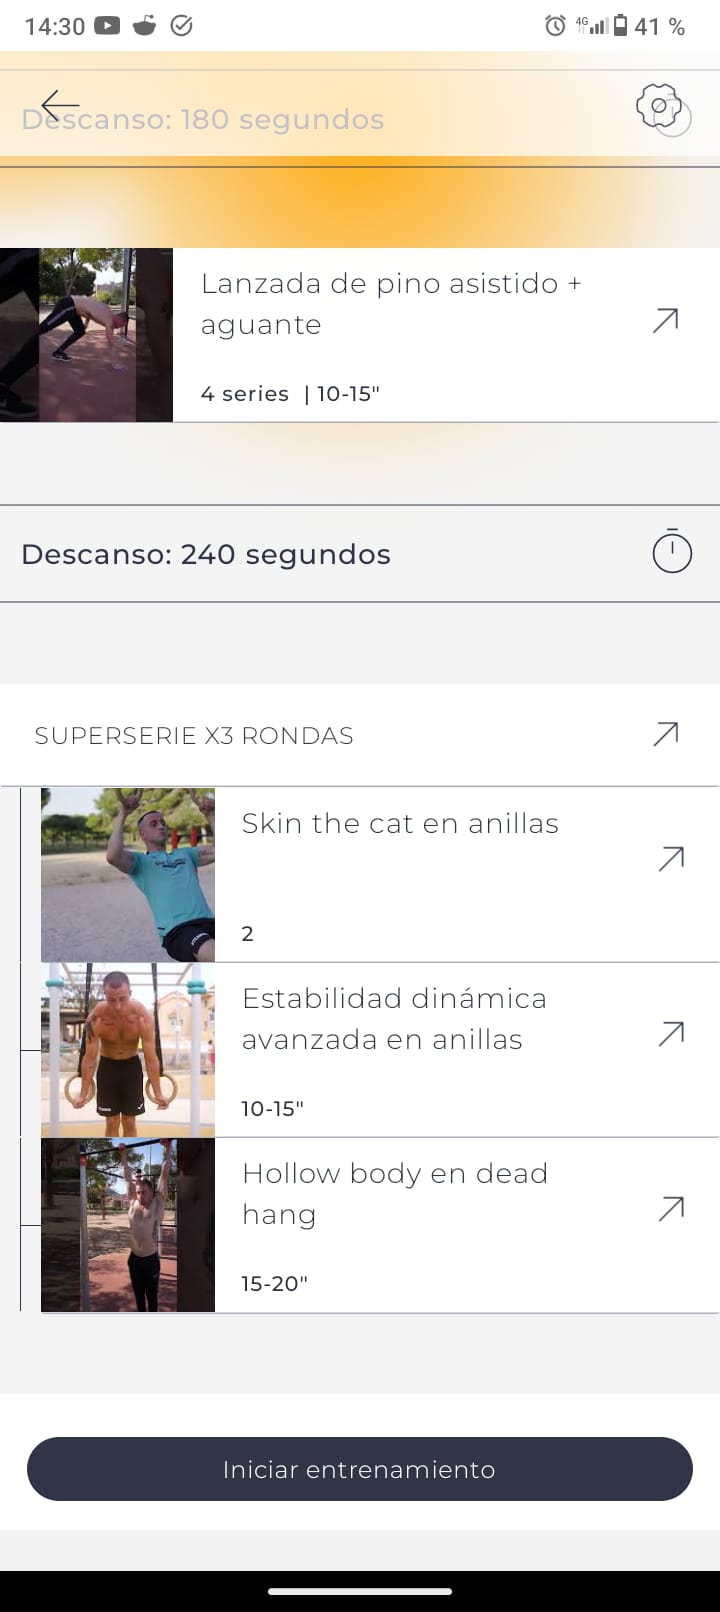 14:30
4G
41 %
Descanso: 180 segundos
Lanzada de pino asistido +
aguante
4 series | 10-15"
Descanso: 240 segundos
SUPERSERIE X3 RONDAS
Skin the cat en anillas
2
Estabilidad dinámica
avanzada en anillas
10-15"
Hollow body en dead
hang
15-20"
Iniciar entrenamiento